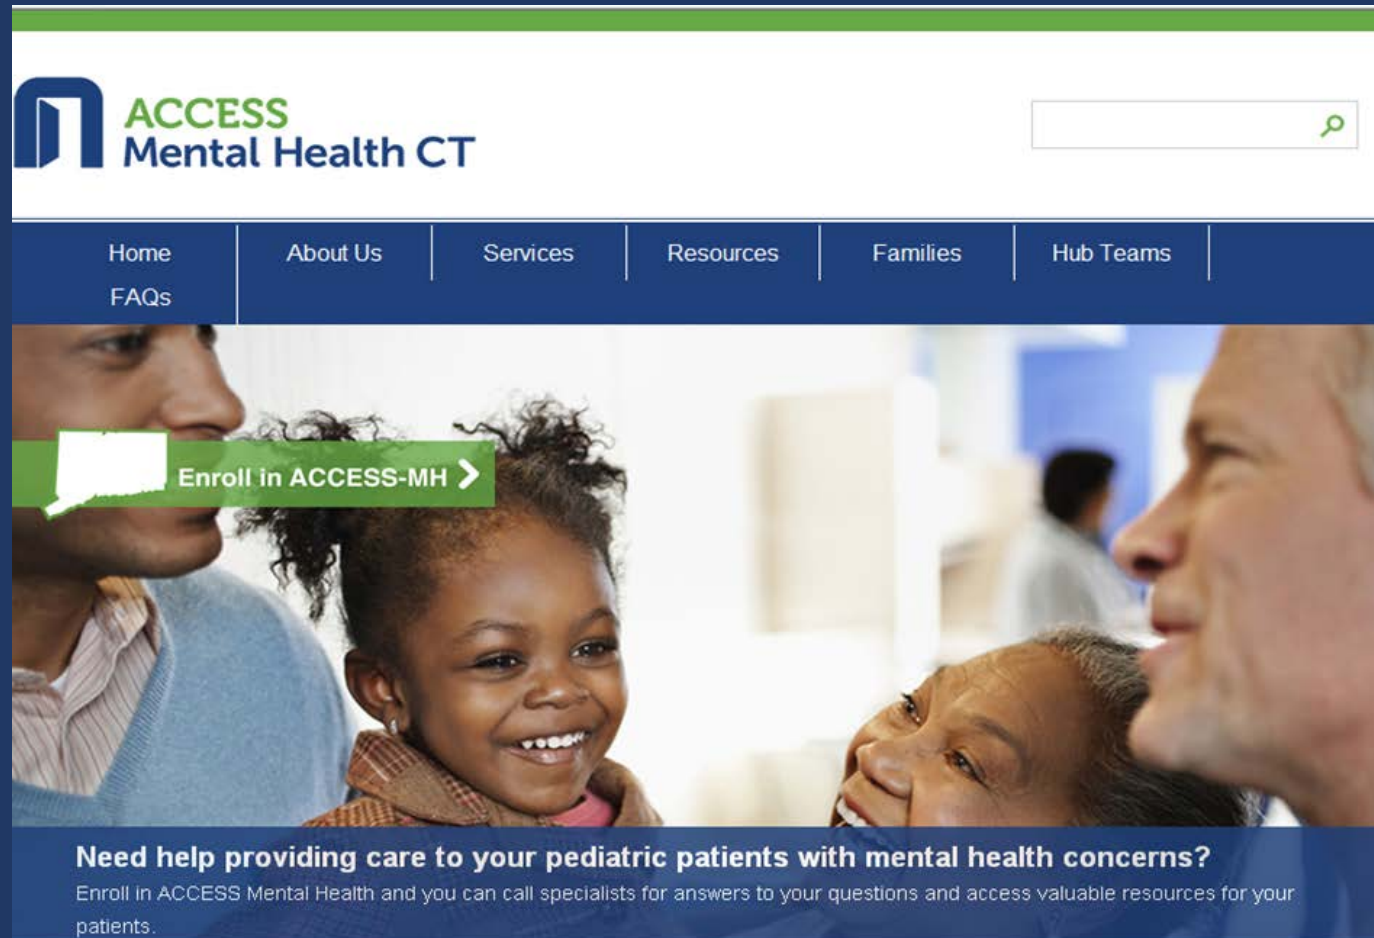 ACCESS
Mental Health CT
Home
About Us
Services
Resources
Families
Hub Teams
FAQs
Enroll in ACCESS-MH
Need help providing care to your pediatric patients with mental health concerns?
Enroll in ACCESS Mental Health and you can call specialists for answers to your questions and access valuable resources for your
patients.